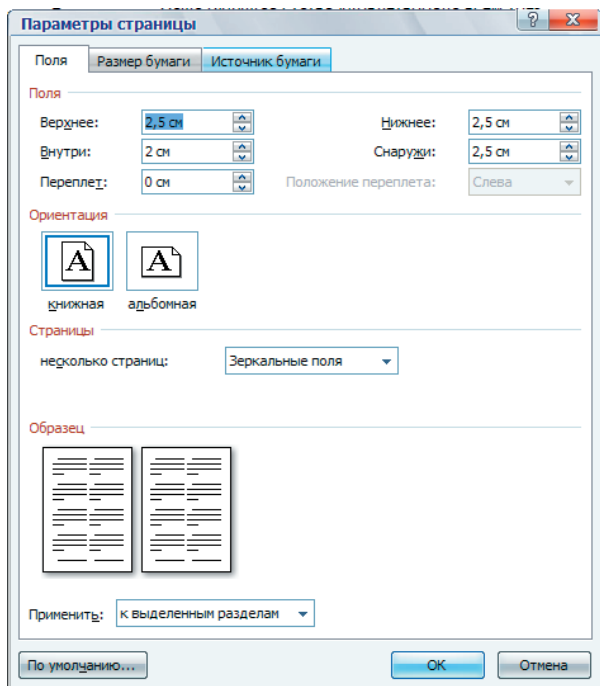 Параметры страницы
Поля Размер бумаги Источник бумаги
Поля
Верхнее: 2,5 см Нижнее: 2,5 см
Внутри: 2 см Снаружи: 2,5 см
Переплет: 0 см Положение переплета: Слева
Ориентация
A A
книжная альбомная
Страницы
несколько страниц: Зеркальные поля
Образец
Применить: к выделенным разделам
По умолчанию... ОК Отмена